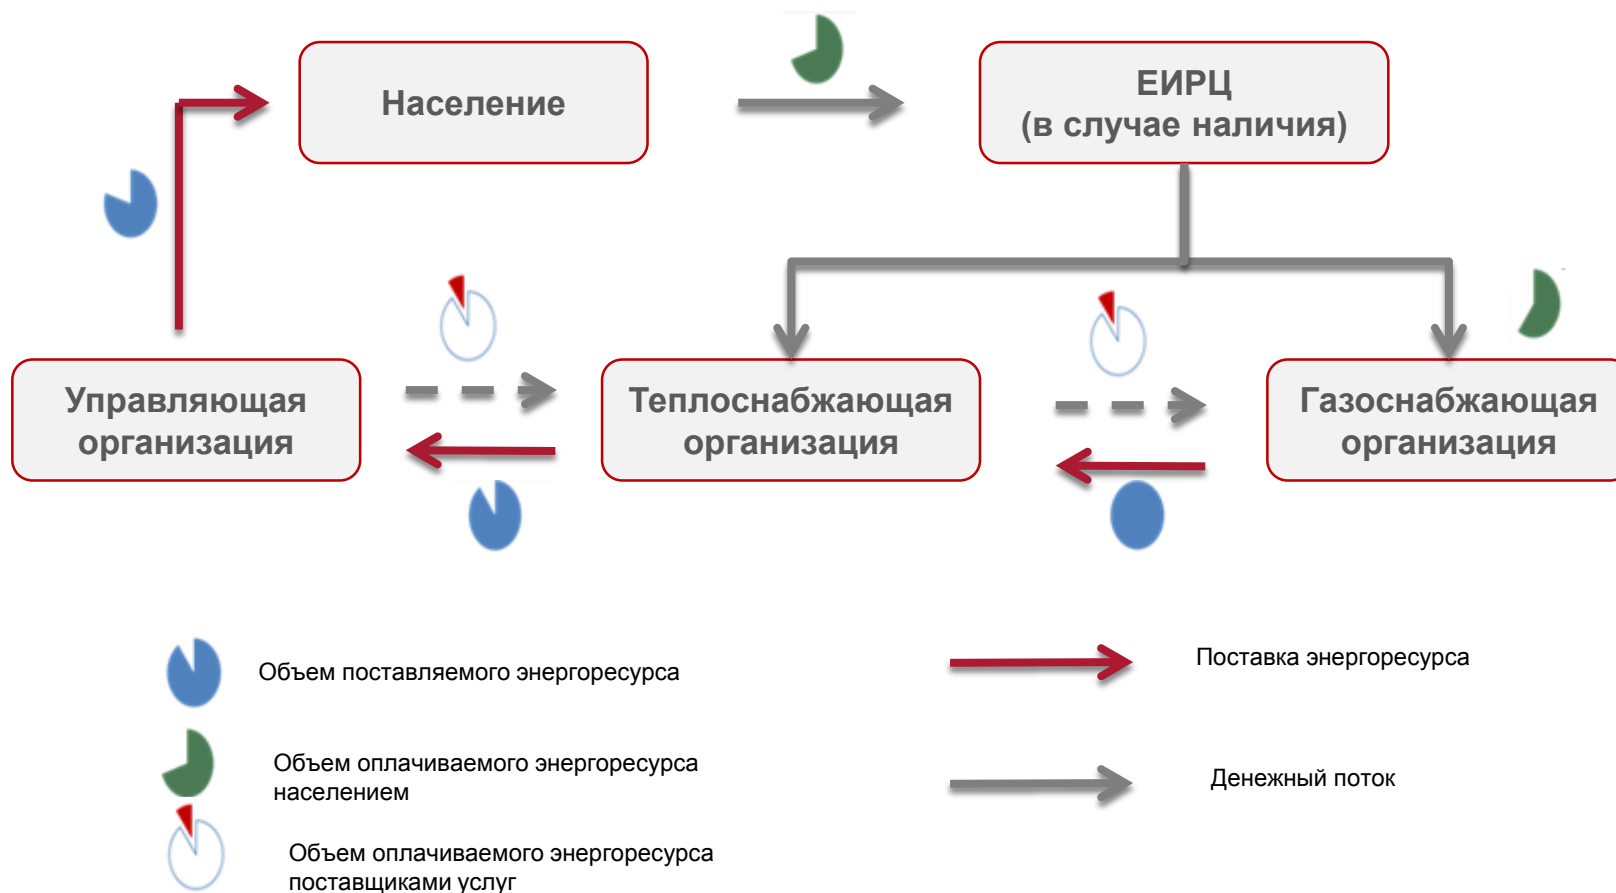 Население
ЕИРЦ
(в случае наличия)
Управляющая
организация
Теплоснабжающая
организация
Газоснабжающая
организация
Объем поставляемого энергоресурса
Поставка энергоресурса
Объем оплачиваемого энергоресурса
населением
Денежный поток
Объем оплачиваемого энергоресурса
поставщиками услуг